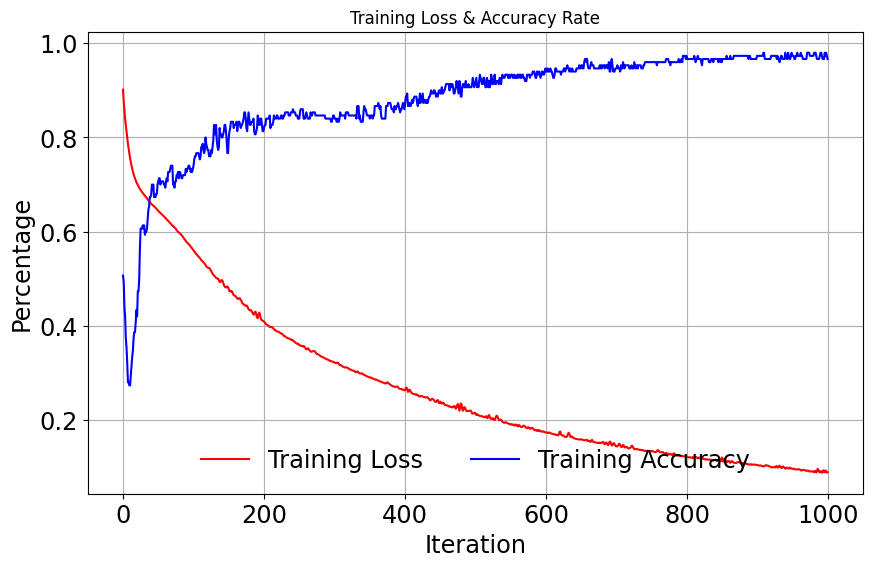 Training Loss & Accuracy Rate
1.0
0.8
0.6
0.4
0.2
Percentage
Training Loss
Training Accuracy
0 200 400 600 800 1000
Iteration